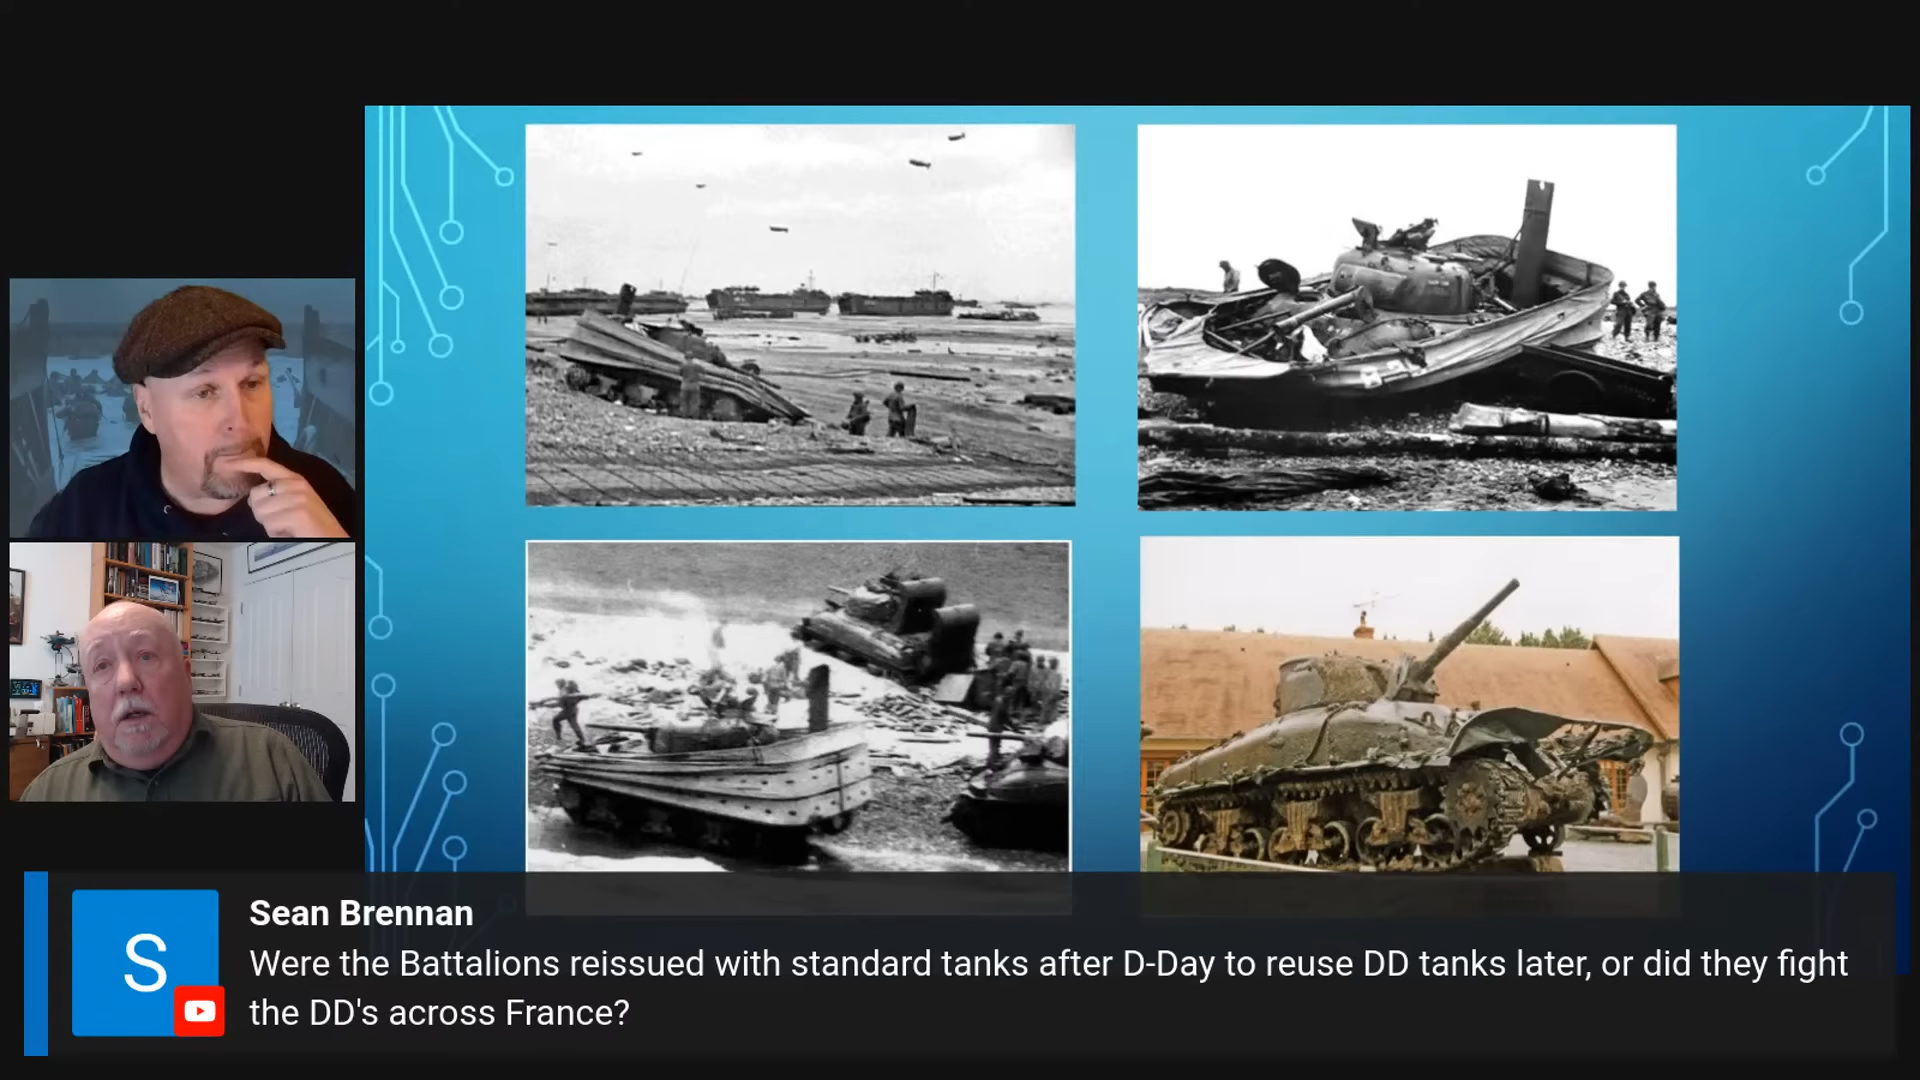 Sean Brennan
S
Were the Battalions reissued with standard tanks after D-Day to reuse DD tanks later, or did they fight
the DD's across France?